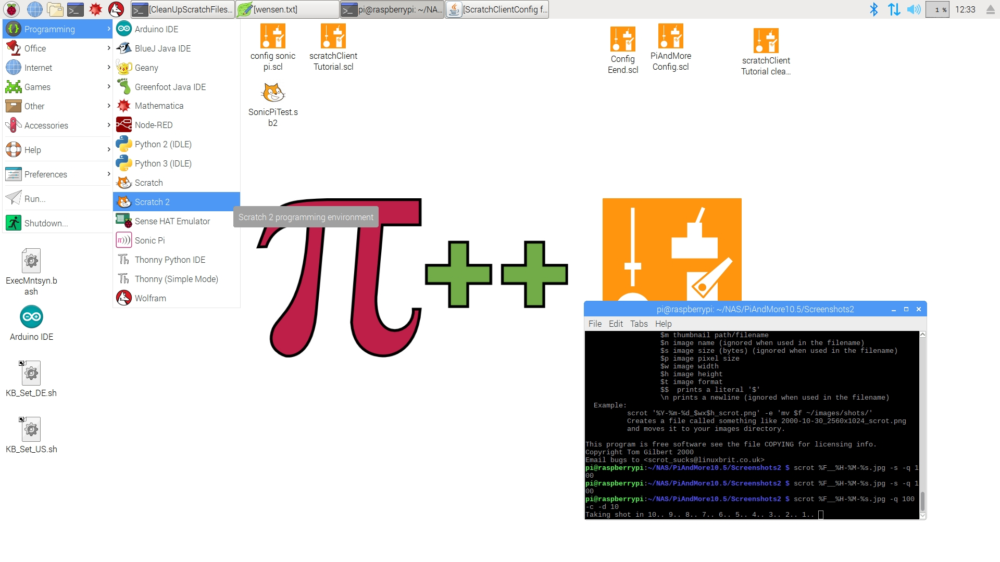 [CleanUpScratchFiles...
[wensen.txt]
pi@raspberrypi: ~/NA...
[ScratchClientConfig f...
1 %
12:33
Programming
Office
Internet
Games
Other
Accessories
Help
Preferences
Run...
Shutdown...
Arduino IDE
BlueJ Java IDE
Geany
Greenfoot Java IDE
Mathematica
Node-RED
Python 2 (IDLE)
Python 3 (IDLE)
Scratch
Scratch 2
Sense HAT Emulator
Sonic Pi
Thonny Python IDE
Thonny (Simple Mode)
Wolfram
Scratch 2 programming environment
config sonic
pi.scl
scratchClient
Tutorial.scl
SonicPiTest.s
b2
Config
Eend.scl
PiAndMore
Config.scl
scratchClient
Tutorial clea...
ExecMntsyn.b
ash
Arduino IDE
KB_Set_DE.sh
KB_Set_US.sh
π++
pi@raspberrypi: ~/NAS/PiAndMore10.5/Screenshots2
File Edit Tabs Help
$m thumbnail path/filename
$n image name (ignored when used in the filename)
$s image size (bytes) (ignored when used in the filename)
$p image pixel size
$w image width
$h image height
$t image format
$$  prints a literal '$'
\n prints a newline (ignored when used in the filename)
Example:
scrot '%Y-%m-%d_$wx$h_scrot.png' -e 'mv $f ~/images/shots/'
Creates a file called something like 2000-10-30_2560x1024_scrot.png
and moves it to your images directory.
This program is free software see the file COPYING for licensing info.
Copyright Tom Gilbert 2000
Email bugs to <scrot_sucks@linuxbrit.co.uk>
pi@raspberrypi:~/NAS/PiAndMore10.5/Screenshots2 $ scrot %F__%H-%M-%s.jpg -s -q 1
00
pi@raspberrypi:~/NAS/PiAndMore10.5/Screenshots2 $ scrot %F__%H-%M-%s.jpg -s -q 1
00
pi@raspberrypi:~/NAS/PiAndMore10.5/Screenshots2 $ scrot %F__%H-%M-%s.jpg -q 100
-c -d 10
Taking shot in 10.. 9.. 8.. 7.. 6.. 5.. 4.. 3.. 2.. 1..